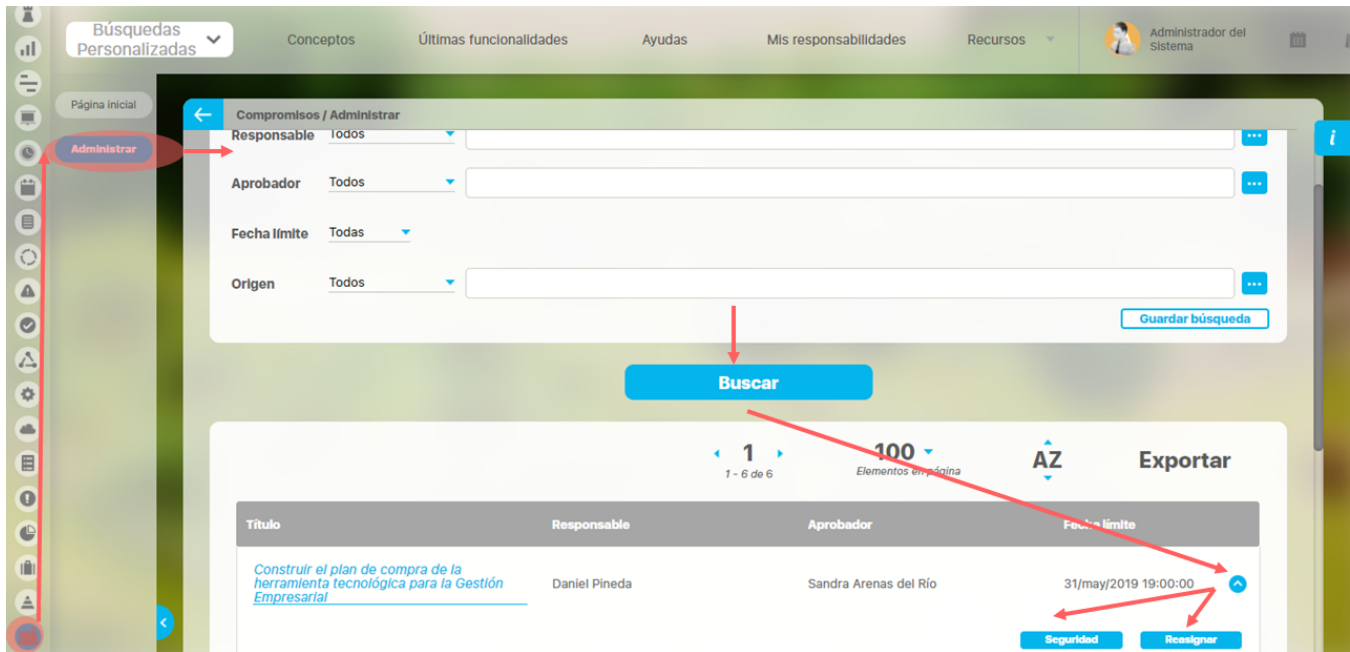 Búsquedas
Personalizadas
Conceptos
Últimas funcionalidades
Ayudas
Mis responsabilidades
Recursos
Administrador del
Sistema
Página inicial
Administrar
Compromisos / Administrar
i
Responsable Todos ...
Aprobador Todos ...
Fecha límite Todas
Origen Todos ...
Guardar búsqueda
Buscar
1
1 - 6 de 6
100
Elementos en página
AZ
Exportar
Título Responsable Aprobador Fecha límite
Construir el plan de compra de la
herramienta tecnológica para la Gestión
Empresarial
Daniel Pineda
Sandra Arenas del Río
31/may/2019 19:00:00
Seguridad
Reasignar